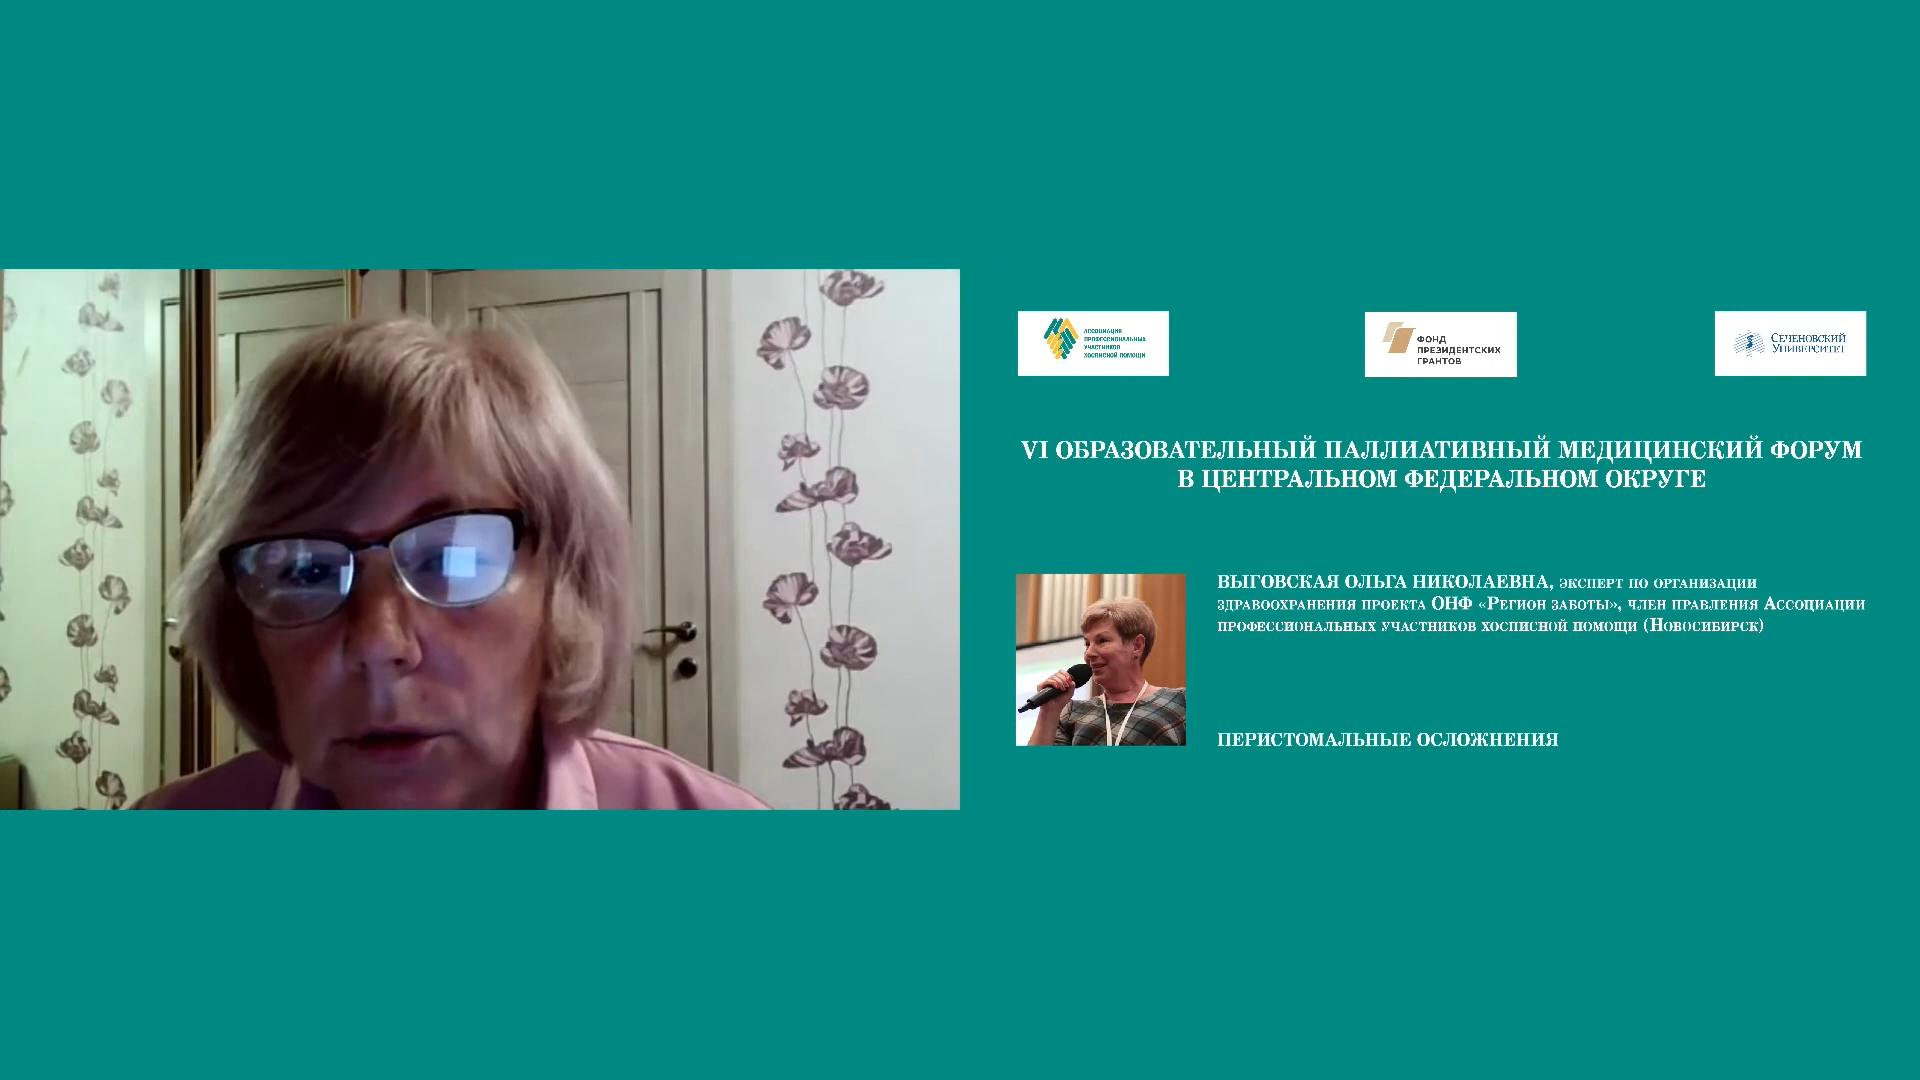 АССОЦИАЦИЯ
ПРОФЕССИОНАЛЬНЫХ
УЧАСТНИКОВ
ХОСПИСНОЙ ПОМОЩИ
ФОНД
ПРЕЗИДЕНТСКИХ
ГРАНТОВ
СЕЧЕНОВСКИЙ
УНИВЕРСИТЕТ
VI ОБРАЗОВАТЕЛЬНЫЙ ПАЛЛИАТИВНЫЙ МЕДИЦИНСКИЙ ФОРУМ
В ЦЕНТРАЛЬНОМ ФЕДЕРАЛЬНОМ ОКРУГЕ
ВЫГОВСКАЯ ОЛЬГА НИКОЛАЕВНА, ЭКСПЕРТ ПО ОРГАНИЗАЦИИ
ЗДРАВООХРАНЕНИЯ ПРОЕКТА ОНФ «РЕГИОН ЗАБОТЫ», ЧЛЕН ПРАВЛЕНИЯ АССОЦИАЦИИ
ПРОФЕССИОНАЛЬНЫХ УЧАСТНИКОВ ХОСПИСНОЙ ПОМОЩИ (НОВОСИБИРСК)
ПЕРИСТОМАЛЬНЫЕ ОСЛОЖНЕНИЯ